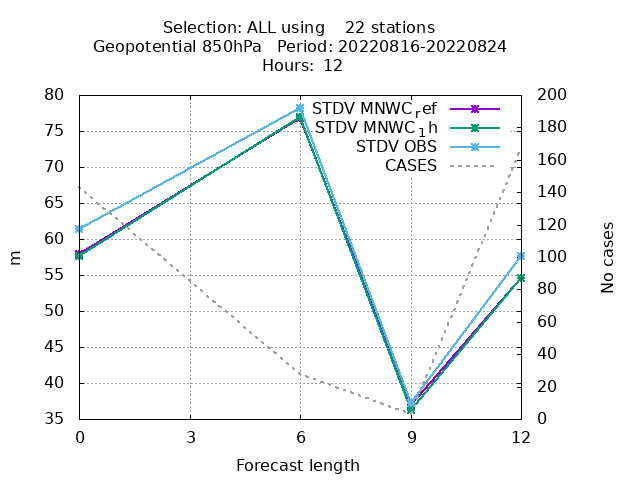 Selection: ALL using    22 stations
Geopotential 850hPa   Period: 20220816-20220824
Hours: 12
80
75
70
65
60
55
50
45
40
35
m
200
180
160
140
120
100
80
60
40
20
0
No cases
STDV MNWCref
STDV MNWC1h
STDV OBS
CASES
0 3 6 9 12
Forecast length